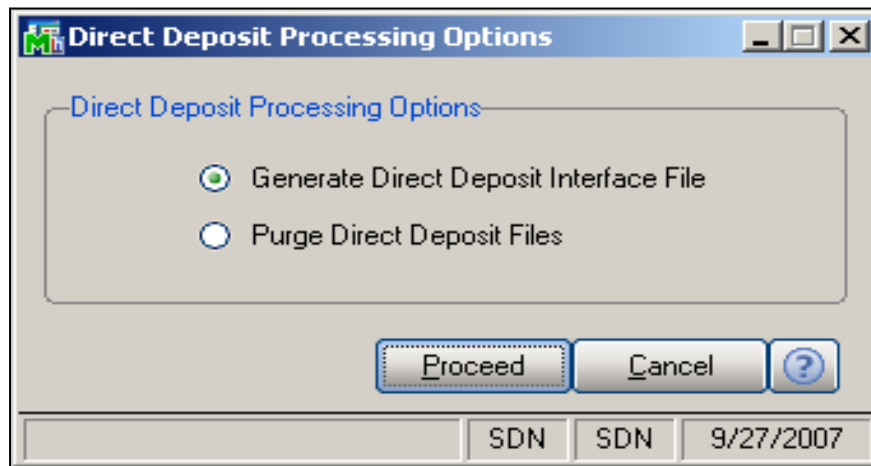 Direct Deposit Processing Options
Direct Deposit Processing Options
Generate Direct Deposit Interface File
Purge Direct Deposit Files
Proceed Cancel ?
SDN SDN 9/27/2007